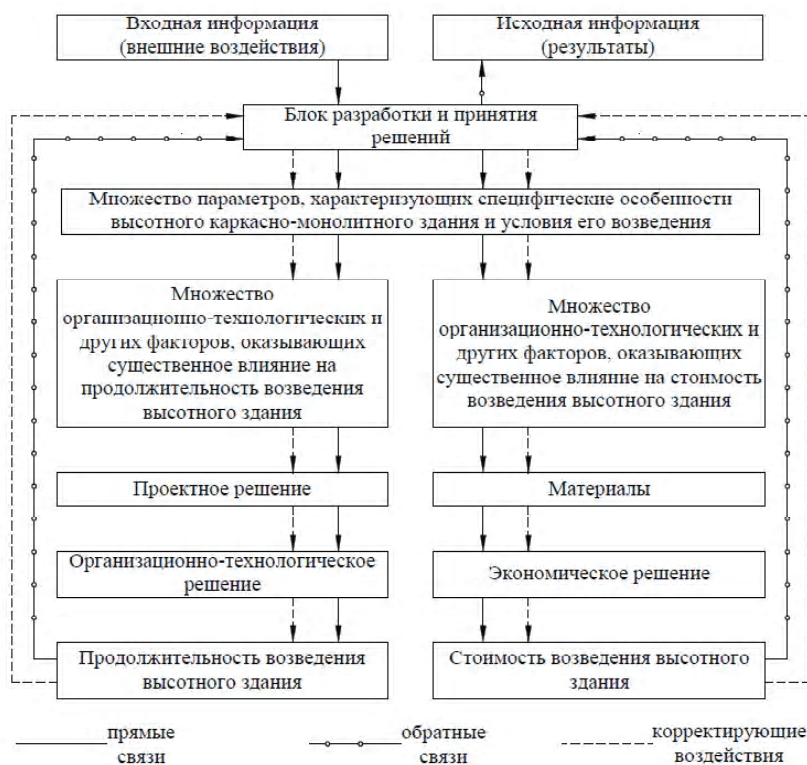 Входная информация
(внешние воздействия)
Исходная информация
(результаты)
Блок разработки и принятия
решений
Множество параметров, характеризующих специфические особенности
высотного каркасно-монолитного здания и условия его возведения
Множество
организационно-технологических и
других факторов, оказывающих
существенное влияние на
продолжительность возведения
высотного здания
Множество
организационно-технологических и
других факторов, оказывающих
существенное влияние на стоимость
возведения высотного здания
Проектное решение
Материалы
Организационно-технологическое
решение
Экономическое решение
Продолжительность возведения
высотного здания
Стоимость возведения высотного
здания
прямые
связи
обратные
связи
корректирующие
воздействия